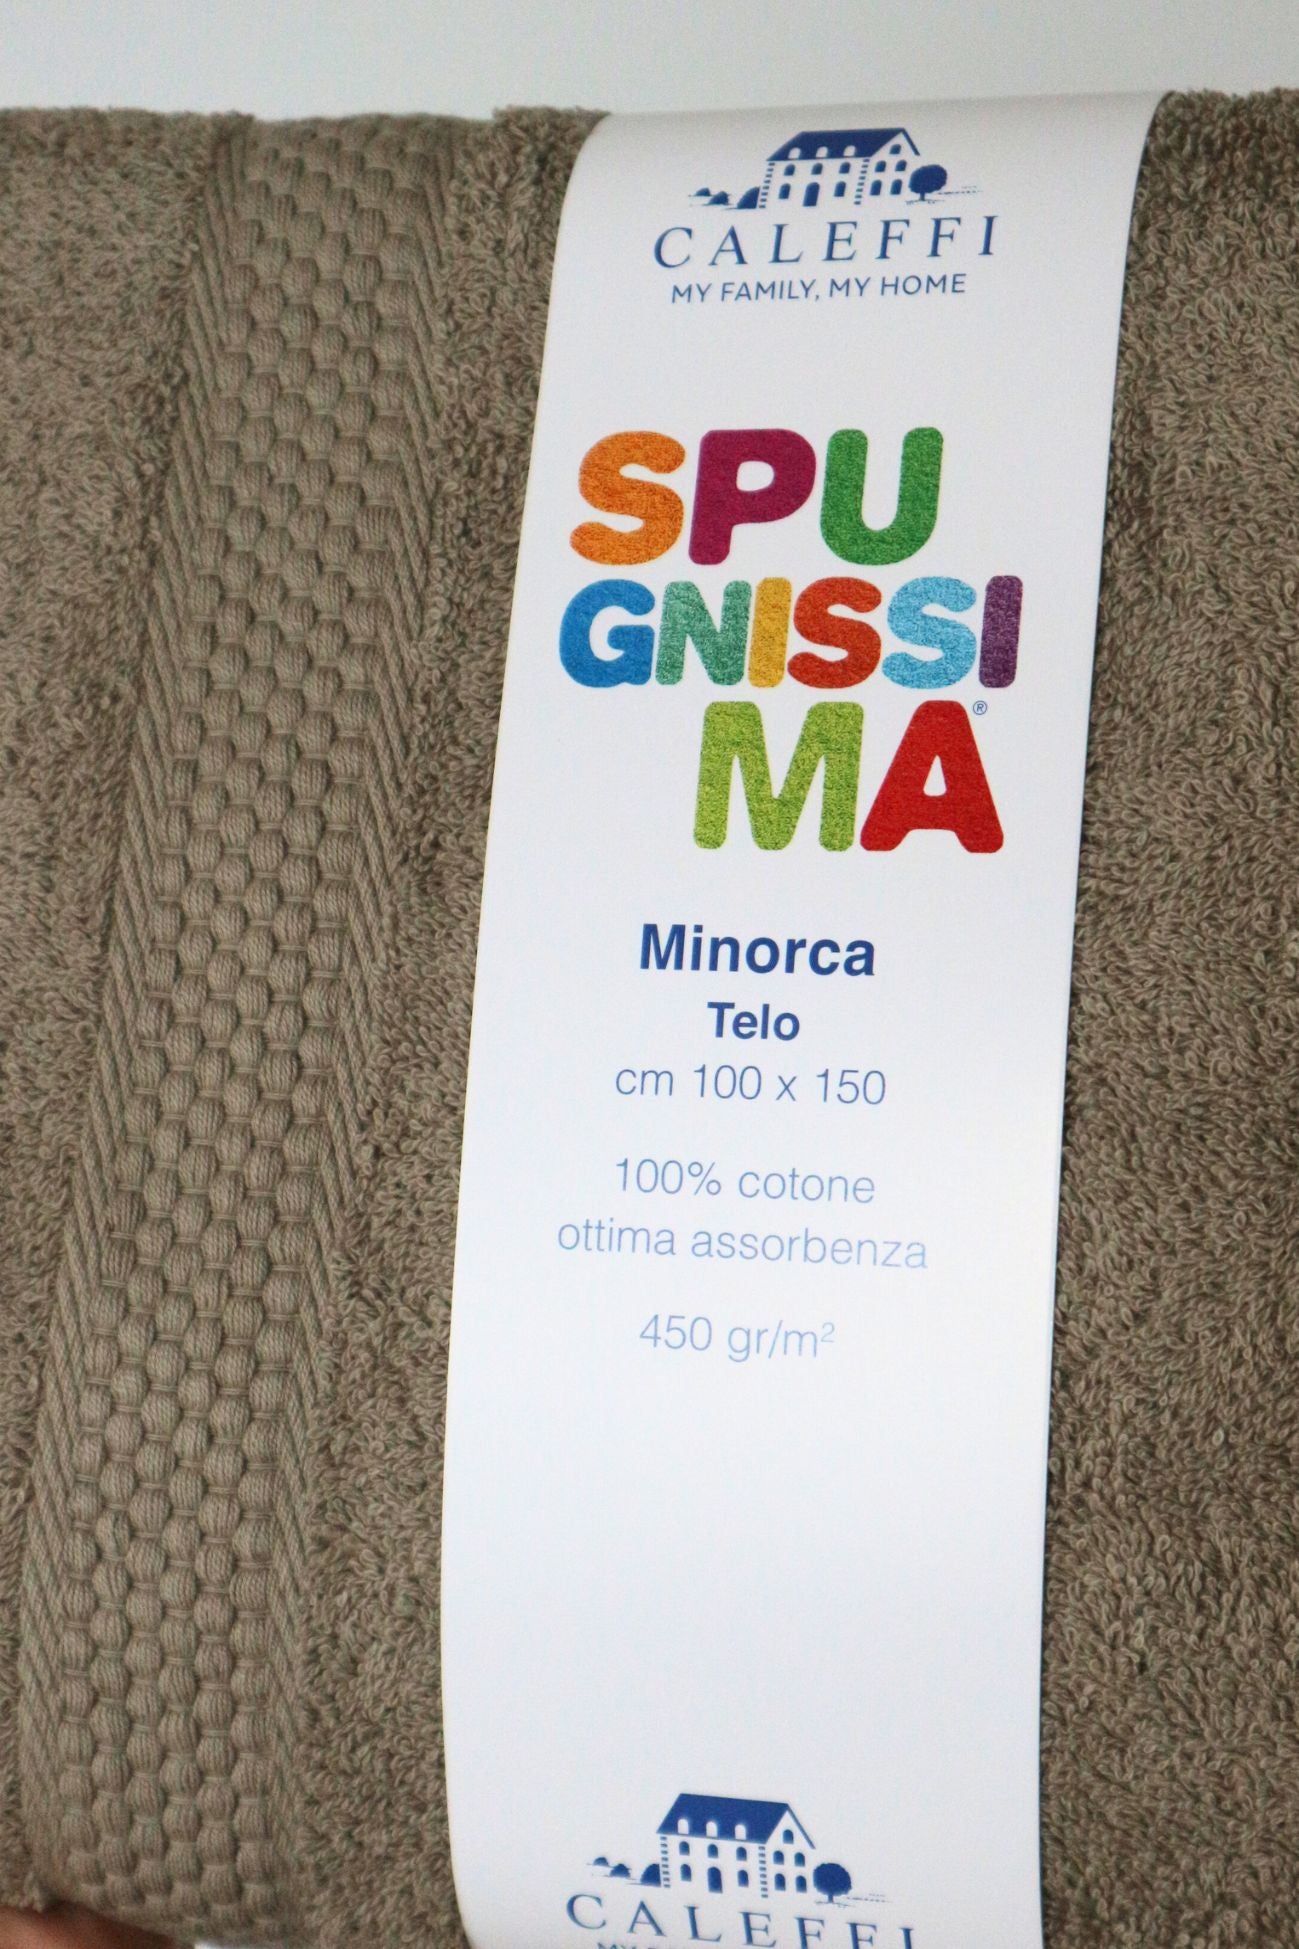 CALEFFI
MY FAMILY, MY HOME
SPU
GNISSI
MA®
Minorca
Telo
cm 100 x 150
100% cotone
ottima assorbenza
450 gr/m²
CALEFFI